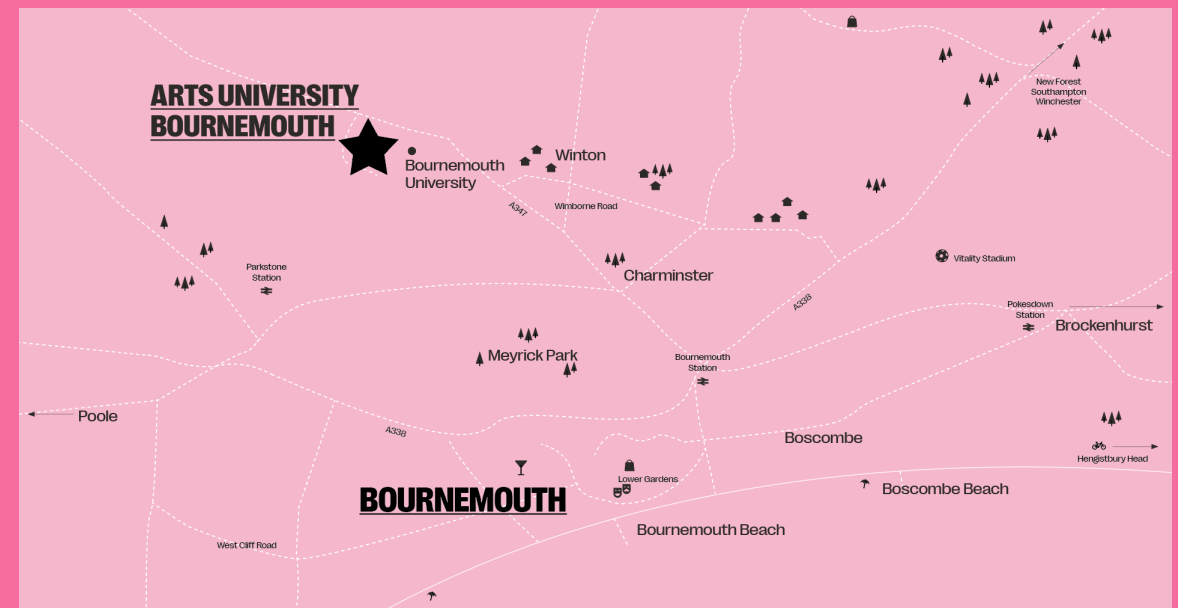 New Forest
Southampton
Winchester
ARTS UNIVERSITY
BOURNEMOUTH
Bournemouth
University
Winton
A347
Wimborne Road
Vitality Stadium
Parkstone
Station
Charminster
A338
Pokesdown
Station
Brockenhurst
Meyrick Park
Bournemouth
Station
Poole
A338
Boscombe
Hengistbury Head
Lower Gardens
BOURNEMOUTH
Boscombe Beach
Bournemouth Beach
West Cliff Road